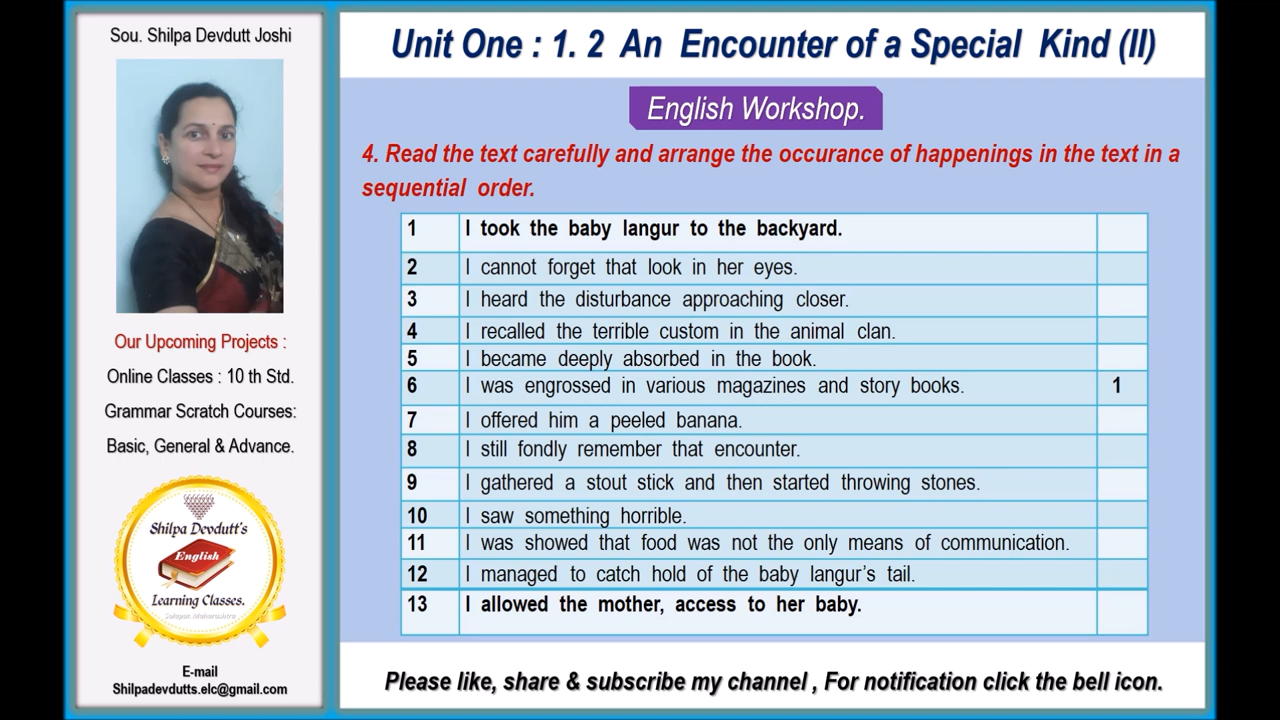 Sou. Shilpa Devdutt Joshi
Our Upcoming Projects :
Online Classes : 10 th Std.
Grammar Scratch Courses:
Basic, General & Advance.
Shilpa Devdutt's
English
Learning Classes.
Solapur, Maharashtra
E-mail
Shilpadevdutts.elc@gmail.com
Unit One : 1. 2 An Encounter of a Special Kind (II)
English Workshop.
4. Read the text carefully and arrange the occurance of happenings in the text in a
sequential order.
1 I took the baby langur to the backyard.
2 I cannot forget that look in her eyes.
3 I heard the disturbance approaching closer.
4 I recalled the terrible custom in the animal clan.
5 I became deeply absorbed in the book.
6 I was engrossed in various magazines and story books. 1
7 I offered him a peeled banana.
8 I still fondly remember that encounter.
9 I gathered a stout stick and then started throwing stones.
10 I saw something horrible.
11 I was showed that food was not the only means of communication.
12 I managed to catch hold of the baby langur's tail.
13 I allowed the mother, access to her baby.
Please like, share & subscribe my channel , For notification click the bell icon.